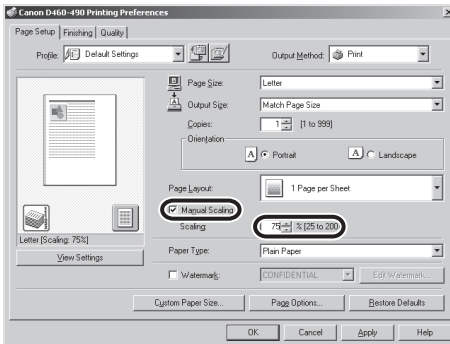 Canon D460-490 Printing Preferences
Page Setup Finishing Quality
Profile: Default Settings Output Method: Print
Page Size: Letter
Output Size: Match Page Size
Copies: 1 [1 to 999]
Orientation
A Portrait A Landscape
Page Layout: 1 Page per Sheet
Manual Scaling
Scaling: 75 % [25 to 200
Letter [Scaling: 75%]
View Settings
Paper Type: Plain Paper
Watermark: CONFIDENTIAL Edit Watermark...
Custom Paper Size... Page Options... Restore Defaults
OK Cancel Apply Help